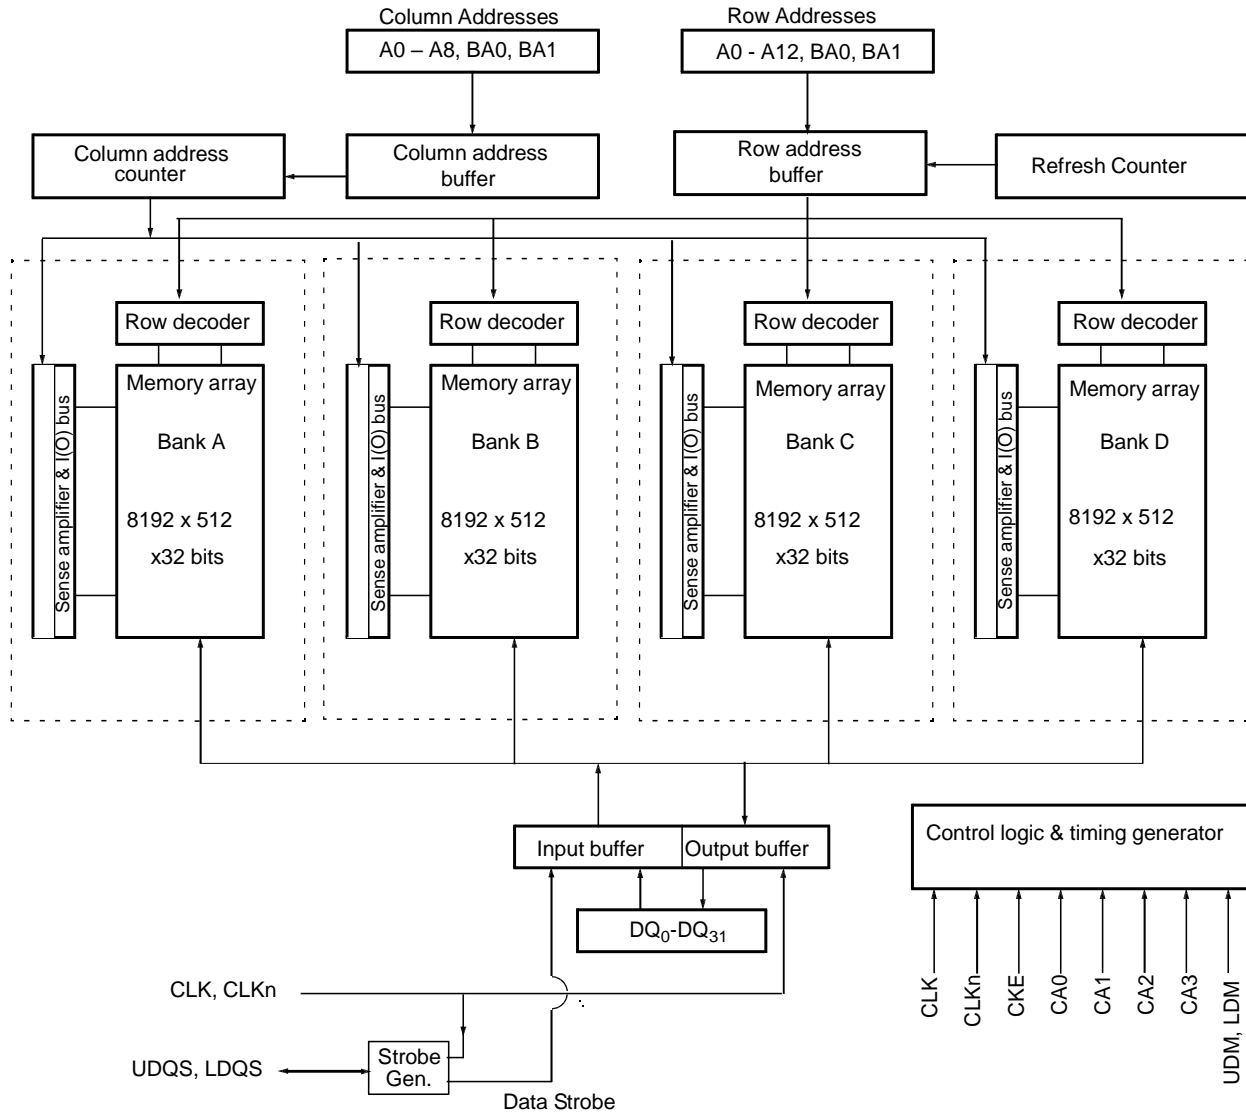 Column Addresses
Row Addresses
A0 – A8, BA0, BA1
A0 - A12, BA0, BA1
Column address
counter
Column address
buffer
Row address
buffer
Refresh Counter
Row decoder
Row decoder
Row decoder
Row decoder
Sense amplifier & I(O) bus
Memory array
Bank A
8192 x 512
x32 bits
Sense amplifier & I(O) bus
Memory array
Bank B
8192 x 512
x32 bits
Sense amplifier & I(O) bus
Memory array
Bank C
8192 x 512
x32 bits
Sense amplifier & I(O) bus
Memory array
Bank D
8192 x 512
x32 bits
Input buffer
Output buffer
Control logic & timing generator
DQ0-DQ31
CLK
CLKn
CKE
CA0
CA1
CA2
CA3
UDM, LDM
CLK, CLKn
UDQS, LDQS
Strobe
Gen.
Data Strobe